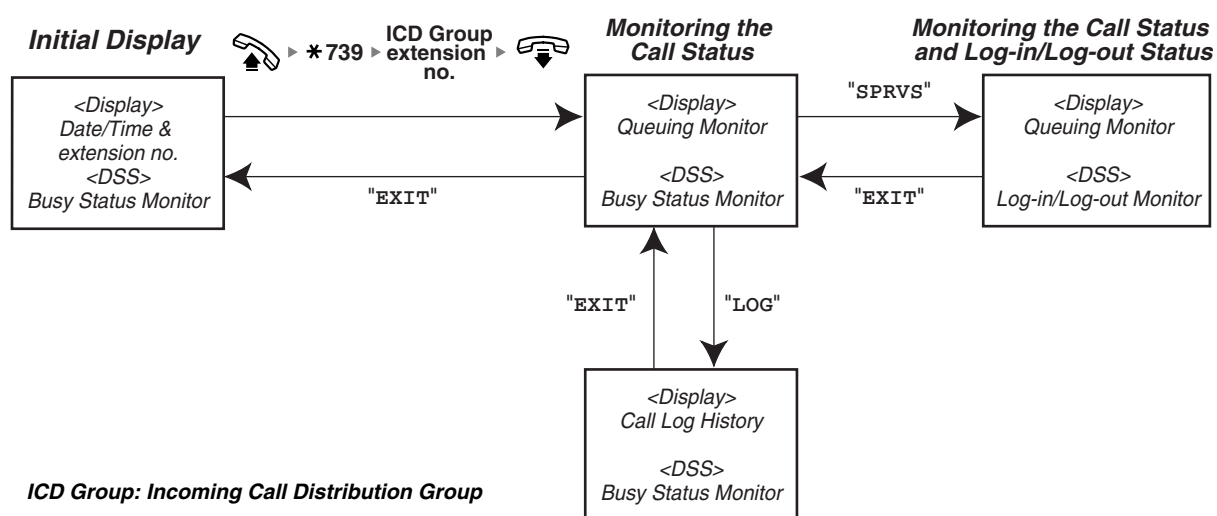 Initial Display
✱739
ICD Group
extension
no.
Monitoring the
Call Status
Monitoring the Call Status
and Log-in/Log-out Status
<Display>
Date/Time &
extension no.
<DSS>
Busy Status Monitor
"EXIT"
<Display>
Queuing Monitor
<DSS>
Busy Status Monitor
"SPRVS"
"EXIT"
<Display>
Queuing Monitor
<DSS>
Log-in/Log-out Monitor
"EXIT"
"LOG"
<Display>
Call Log History
<DSS>
Busy Status Monitor
ICD Group: Incoming Call Distribution Group